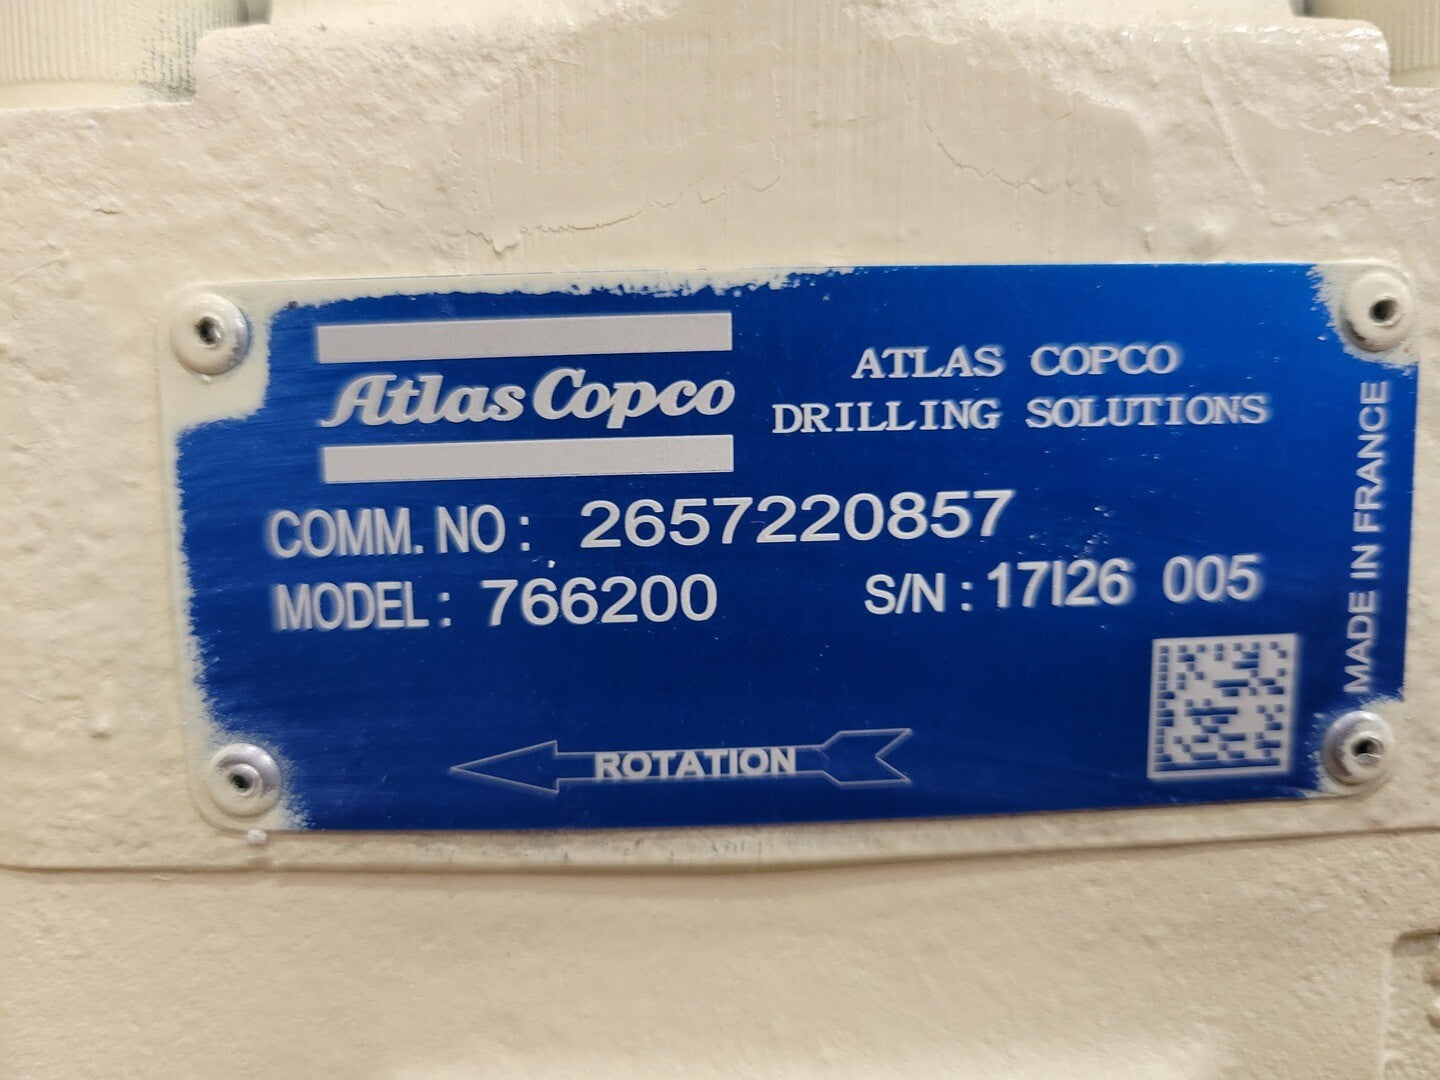 Atlas Copco
ATLAS COPCO
DRILLING SOLUTIONS
COMM. NO : 2657220857
MODEL : 766200 S/N : 17I26 005
ROTATION
MADE IN FRANCE